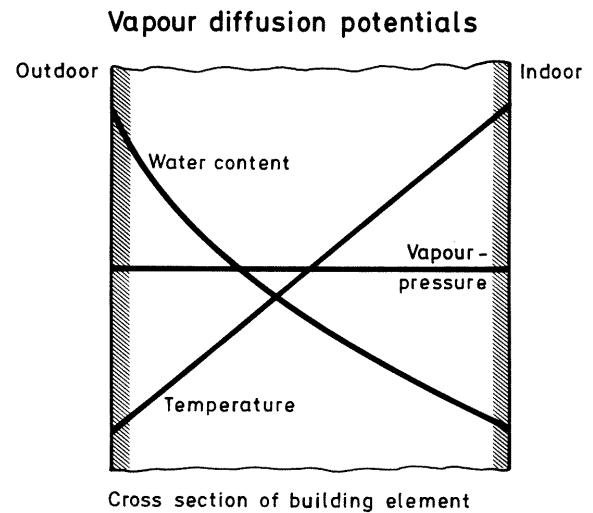 Vapour diffusion potentials
Outdoor
Indoor
Water content
Vapour-
pressure
Temperature
Cross section of building element